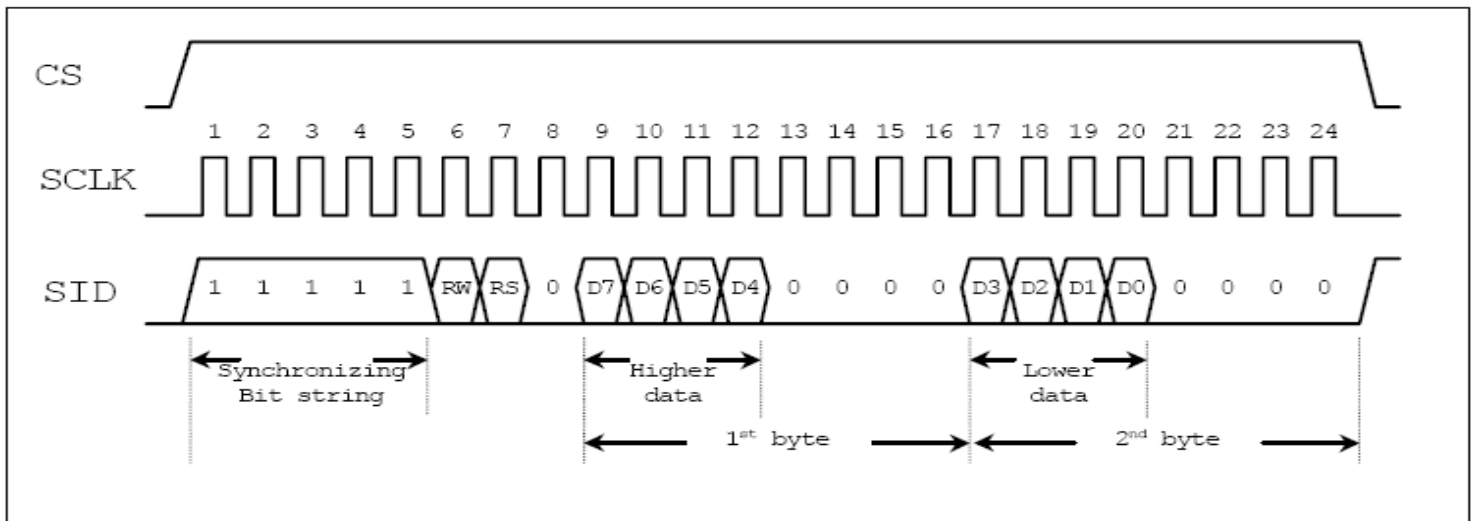 CS
1 2 3 4 5 6 7 8 9 10 11 12 13 14 15 16 17 18 19 20 21 22 23 24
SCLK
SID 1 1 1 1 1 RW RS 0 D7 D6 D5 D4 0 0 0 0 D3 D2 D1 D0 0 0 0 0
Synchronizing Higher Lower
Bit string data data
1st byte 2nd byte